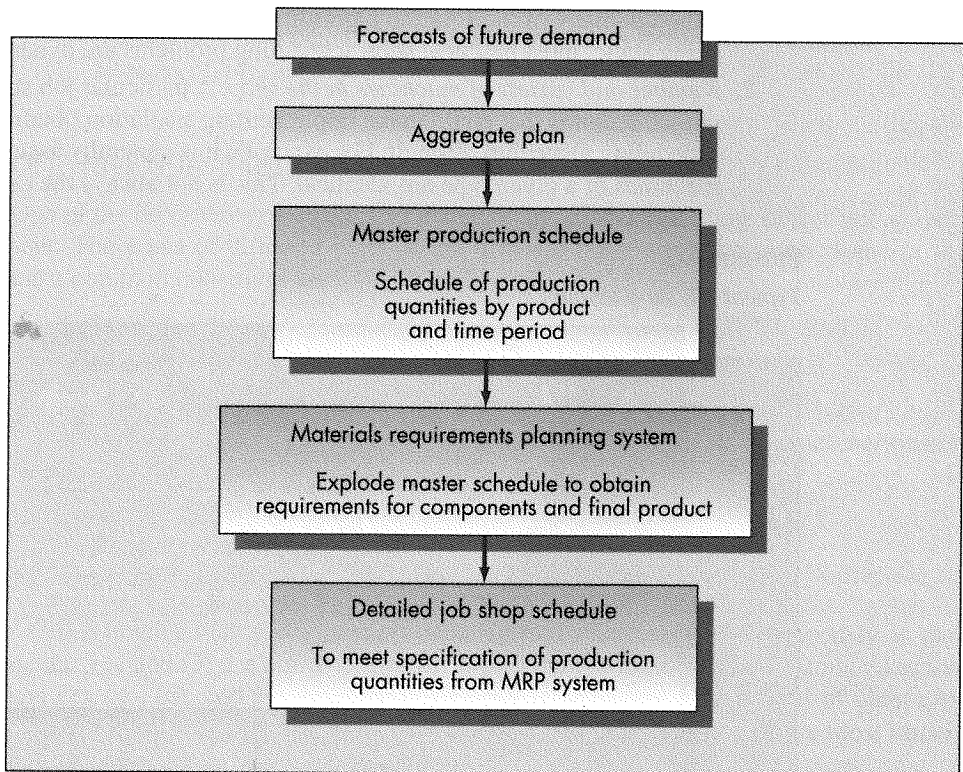 Forecasts of future demand
Aggregate plan
Master production schedule
Schedule of production
quantities by product
and time period
Materials requirements planning system
Explode master schedule to obtain
requirements for components and final product
Detailed job shop schedule
To meet specification of production
quantities from MRP system